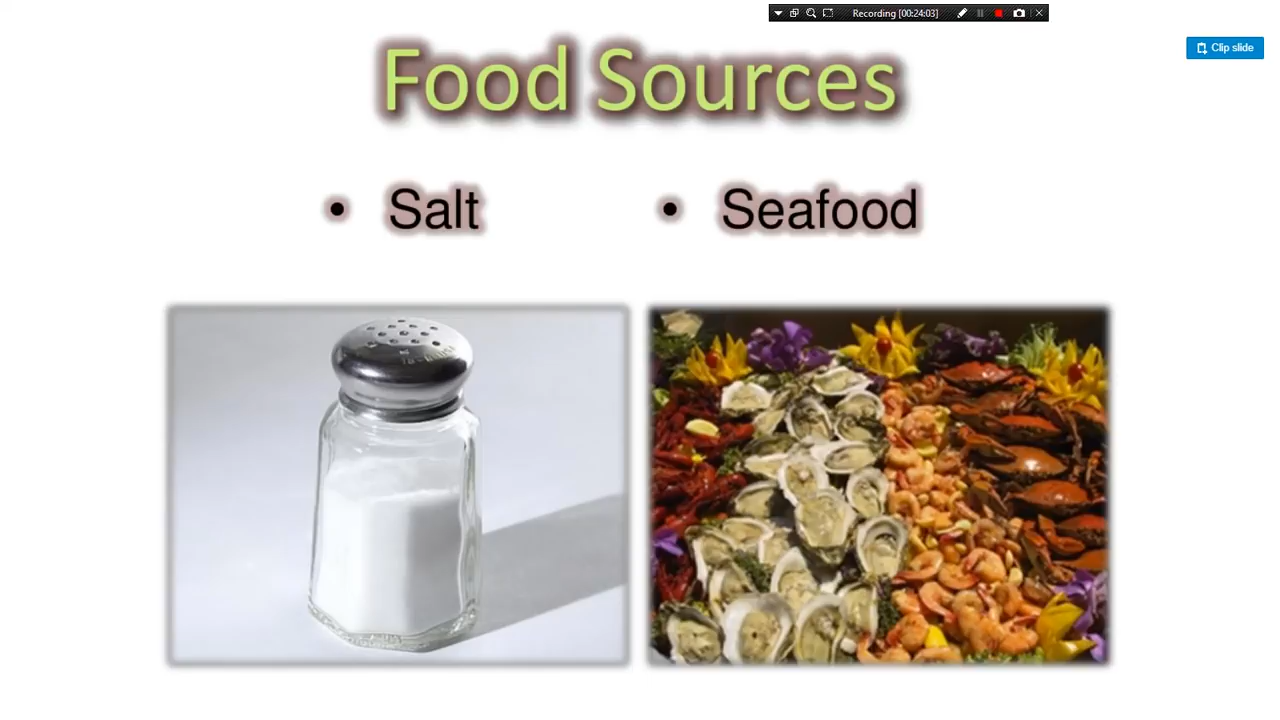 Recording [00:24:03]
Clip slide
Food Sources
• Salt
• Seafood